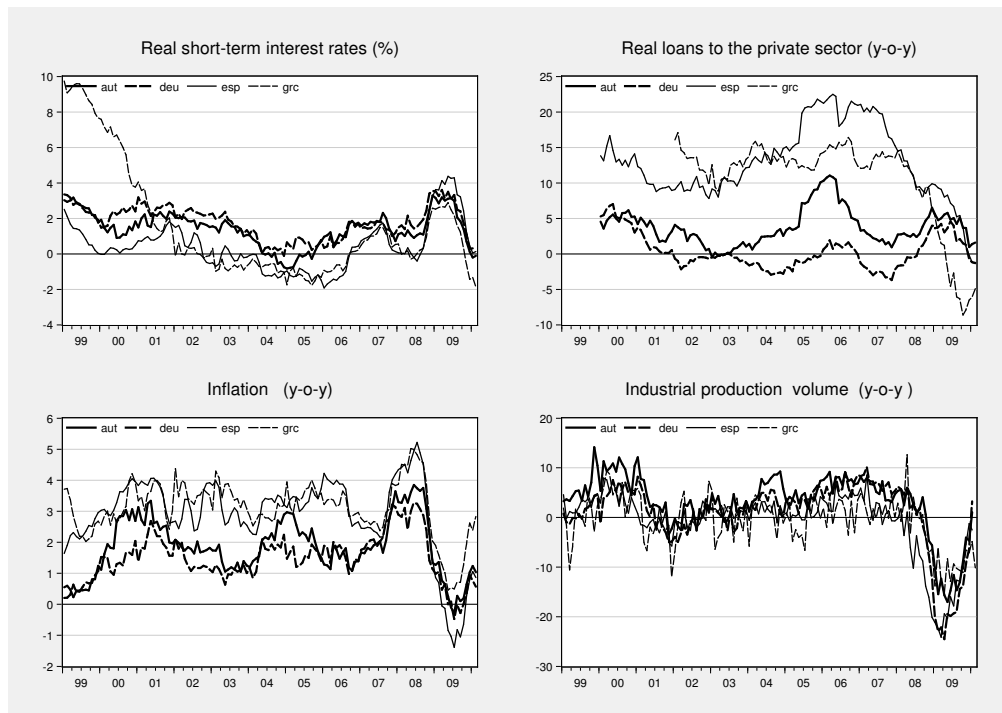 Real short-term interest rates (%)
10
aut deu esp grc
8
6
4
2
0
-2
-4
99 00 01 02 03 04 05 06 07 08 09
Real loans to the private sector (y-o-y)
25
aut deu esp grc
20
15
10
5
0
-5
-10
99 00 01 02 03 04 05 06 07 08 09
Inflation (y-o-y)
6
aut deu esp grc
5
4
3
2
1
0
-1
-2
99 00 01 02 03 04 05 06 07 08 09
Industrial production volume (y-o-y )
20
aut deu esp grc
10
0
-10
-20
-30
99 00 01 02 03 04 05 06 07 08 09